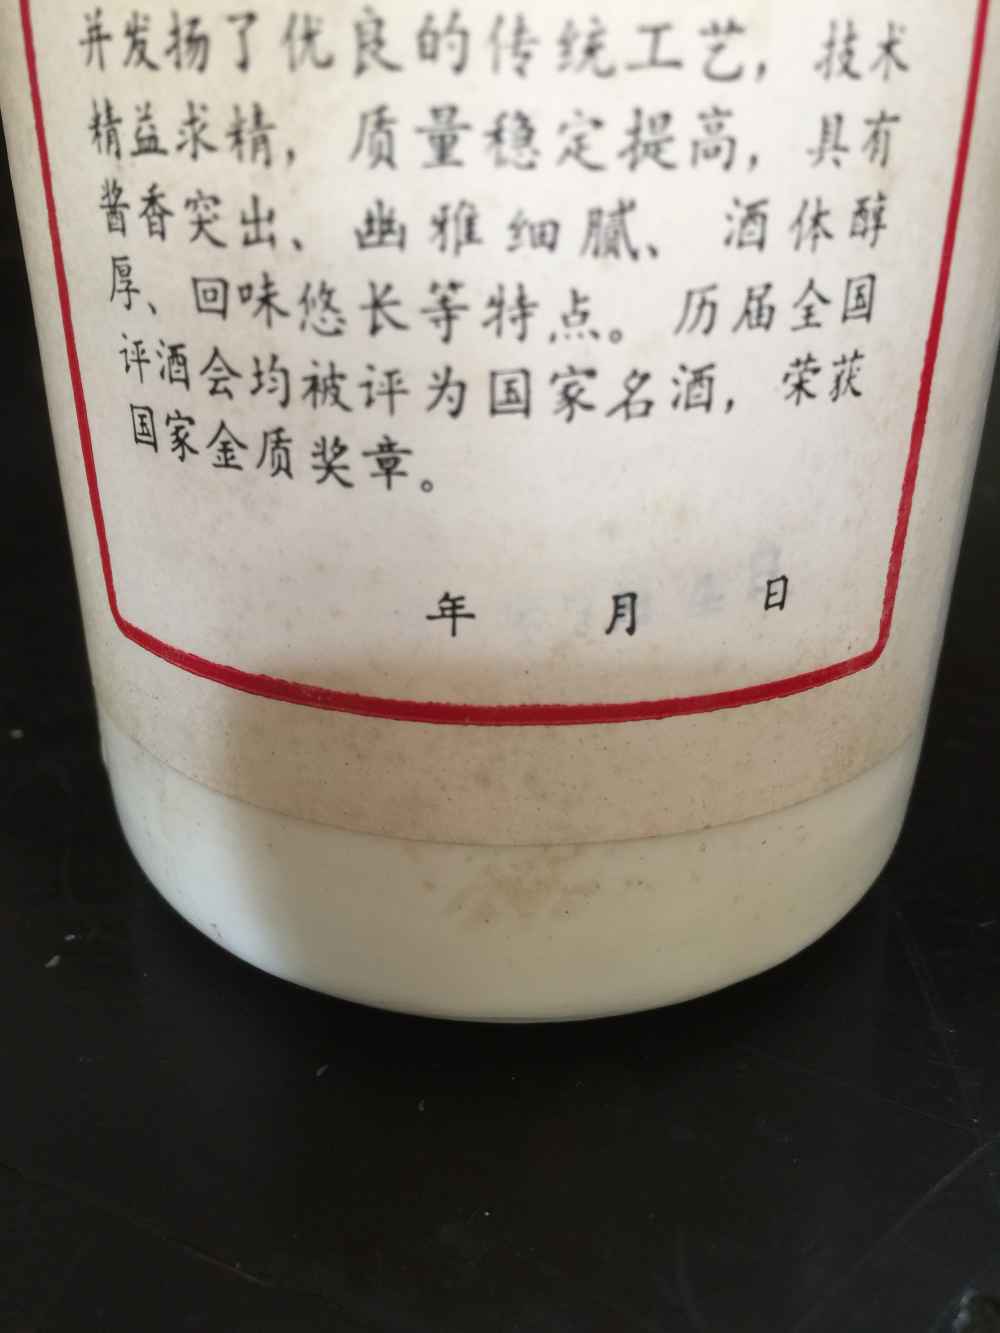 并发扬了优良的传统工艺，技术
精益求精，质量稳定提高，具有
酱香突出、幽雅细腻、酒体醇
厚、回味悠长等特点。历届全国
评酒会均被评为国家名酒，荣获
国家金质奖章。
年 月 日